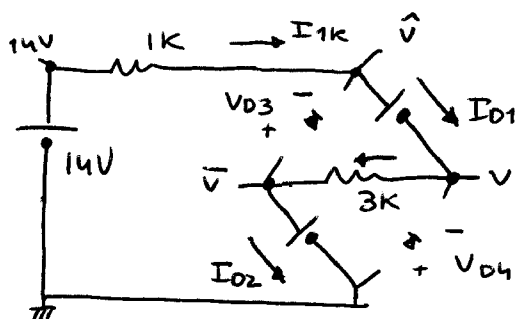 14V 1K I1K v̂
VD3 + −
14V ID1
v̄ 3K v
ID2 + − VD4